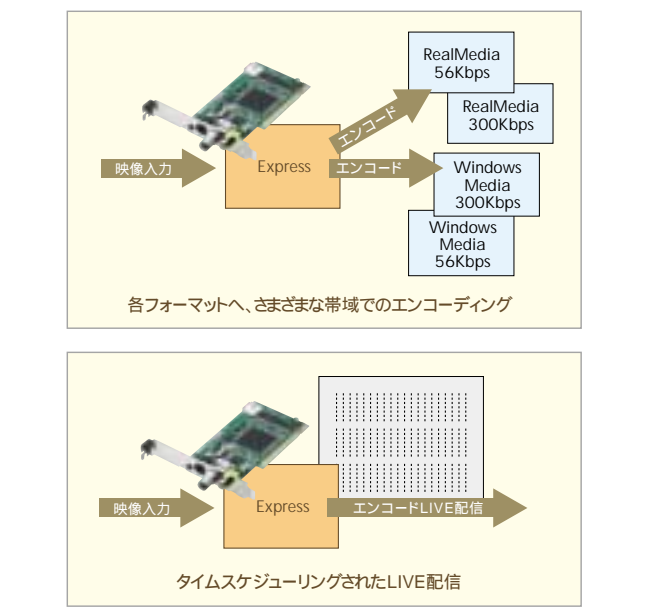 RealMedia
56Kbps
RealMedia
300Kbps
エンコード
映像入力
Express
エンコード
Windows
Media
300Kbps
Windows
Media
56Kbps
各フォーマットへ、さまざまな帯域でのエンコーディング
映像入力
Express
エンコードLIVE配信
タイムスケジューリングされたLIVE配信